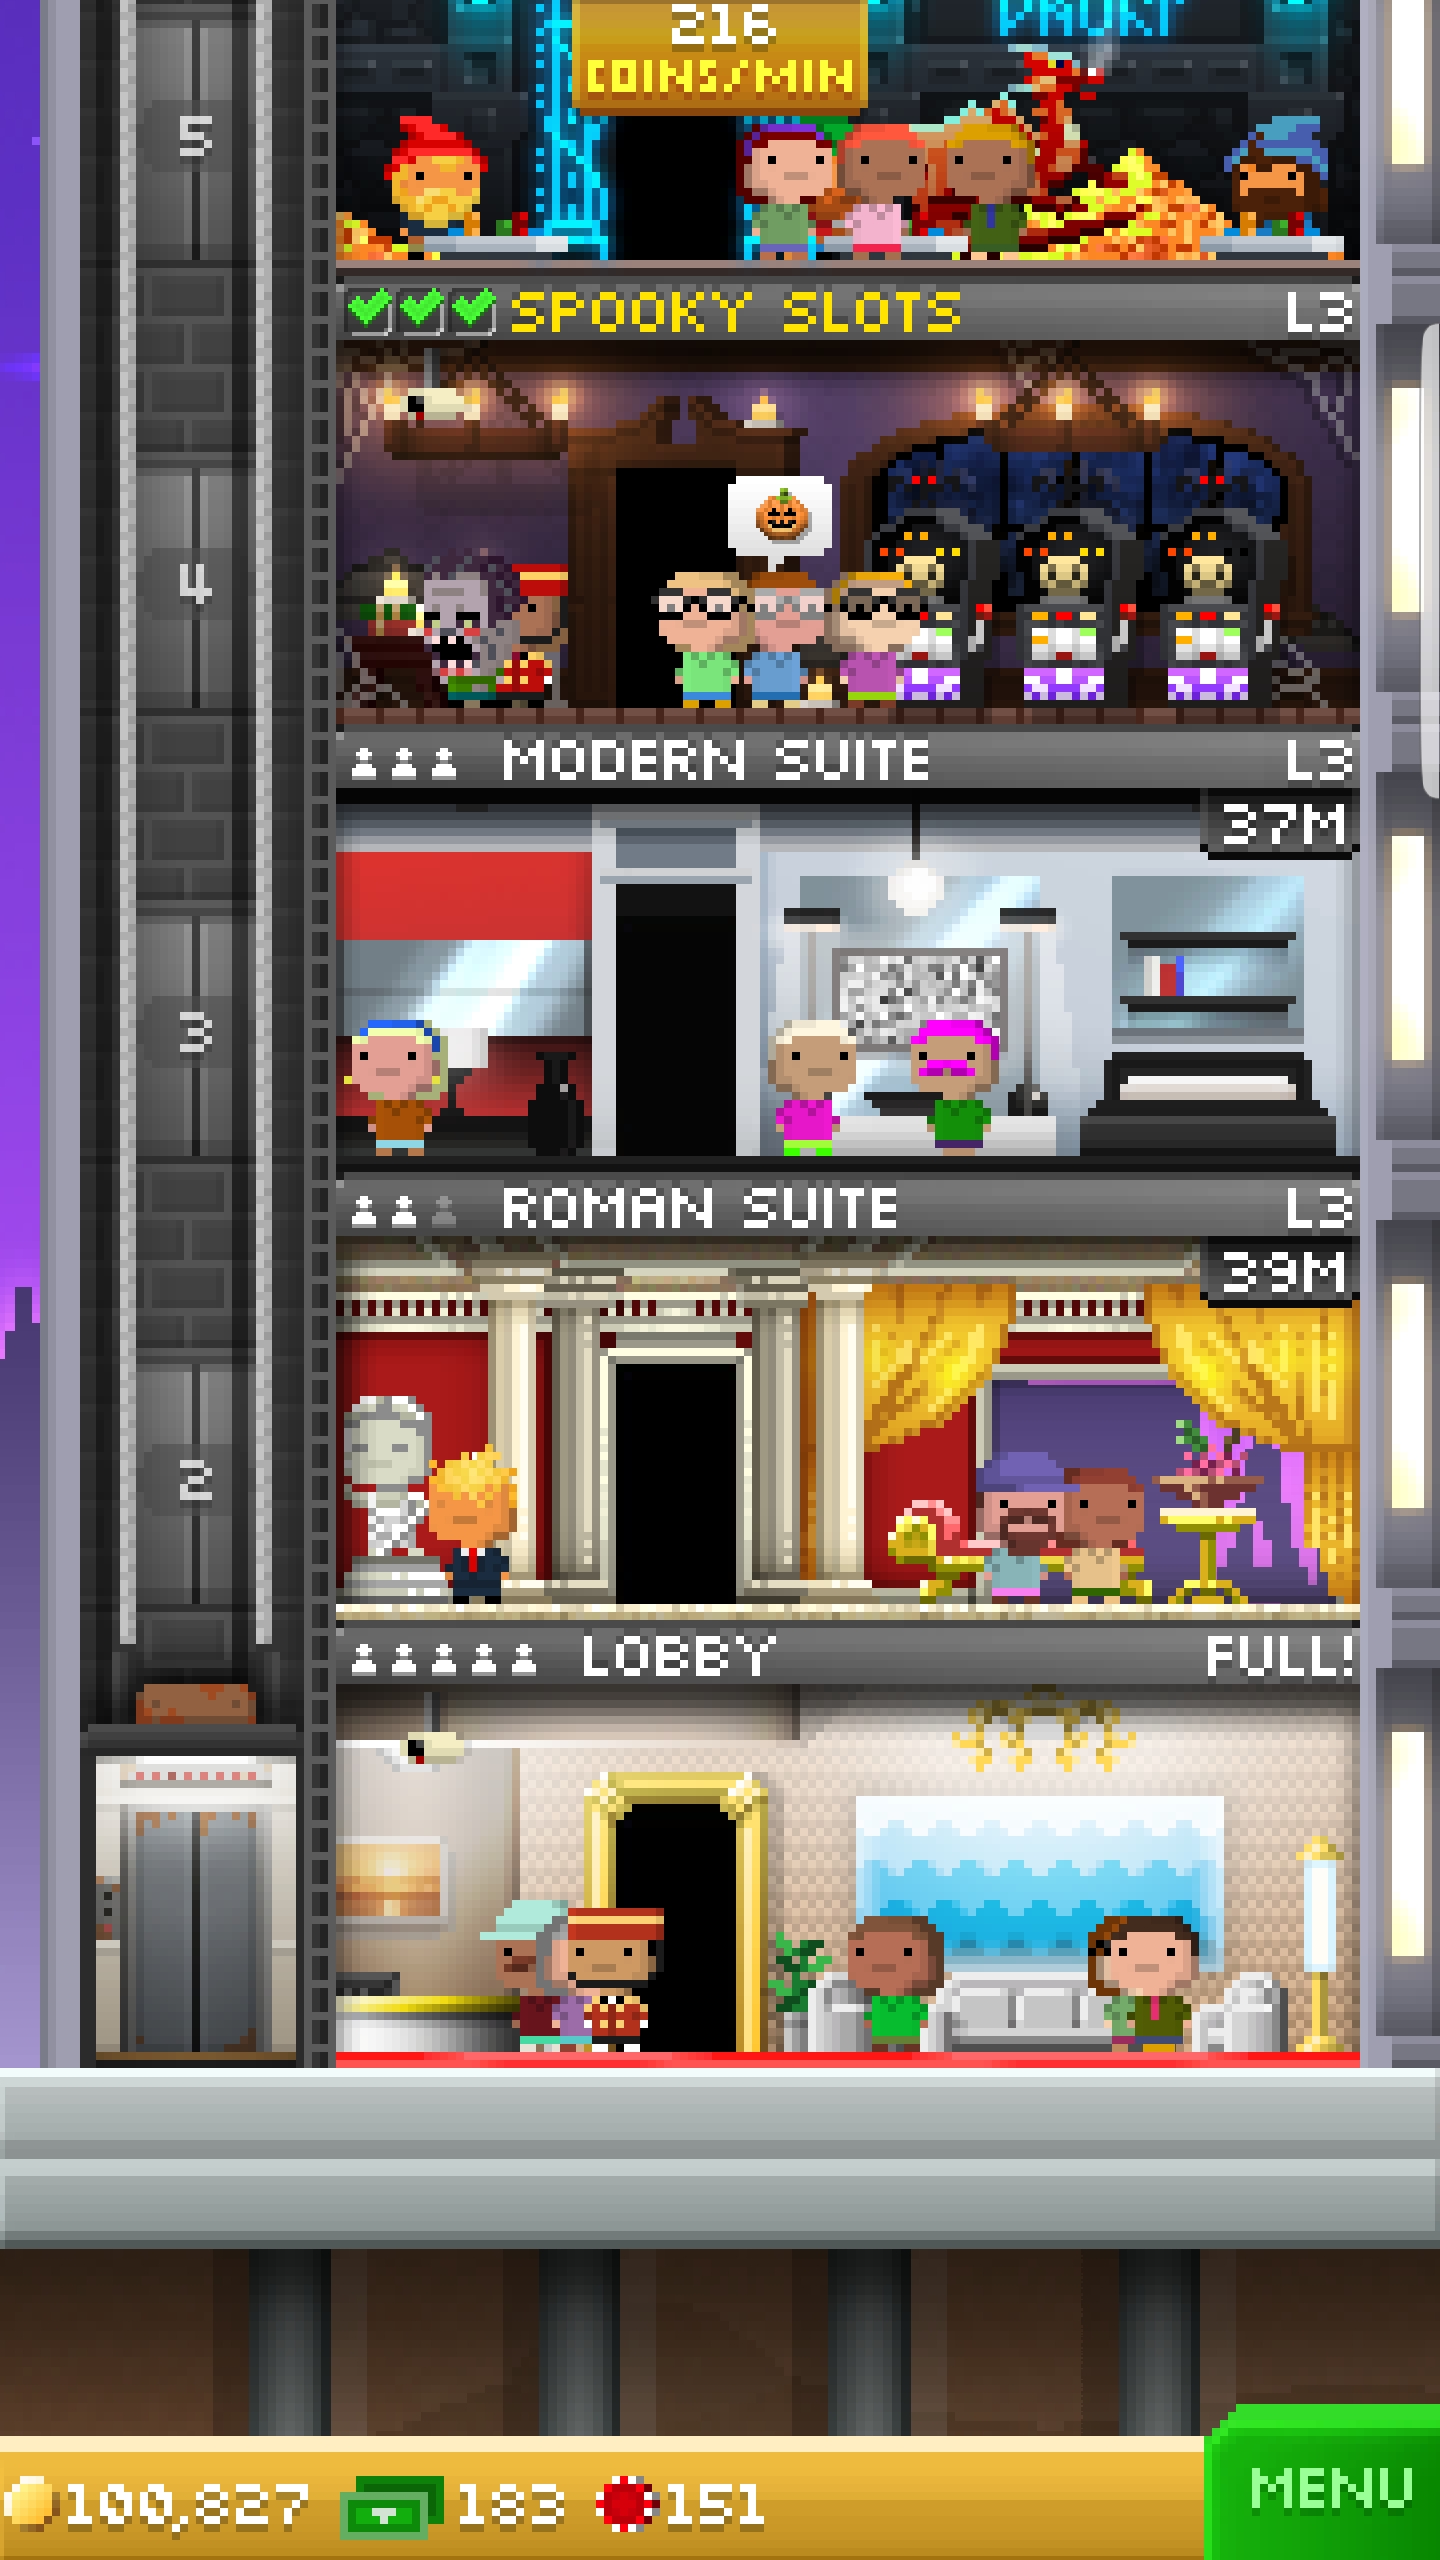 216
COINS/MIN
5
SPOOKY SLOTS L3
4
MODERN SUITE L3
37M
3
ROMAN SUITE L3
39M
2
LOBBY FULL!
100,827 183 151 MENU